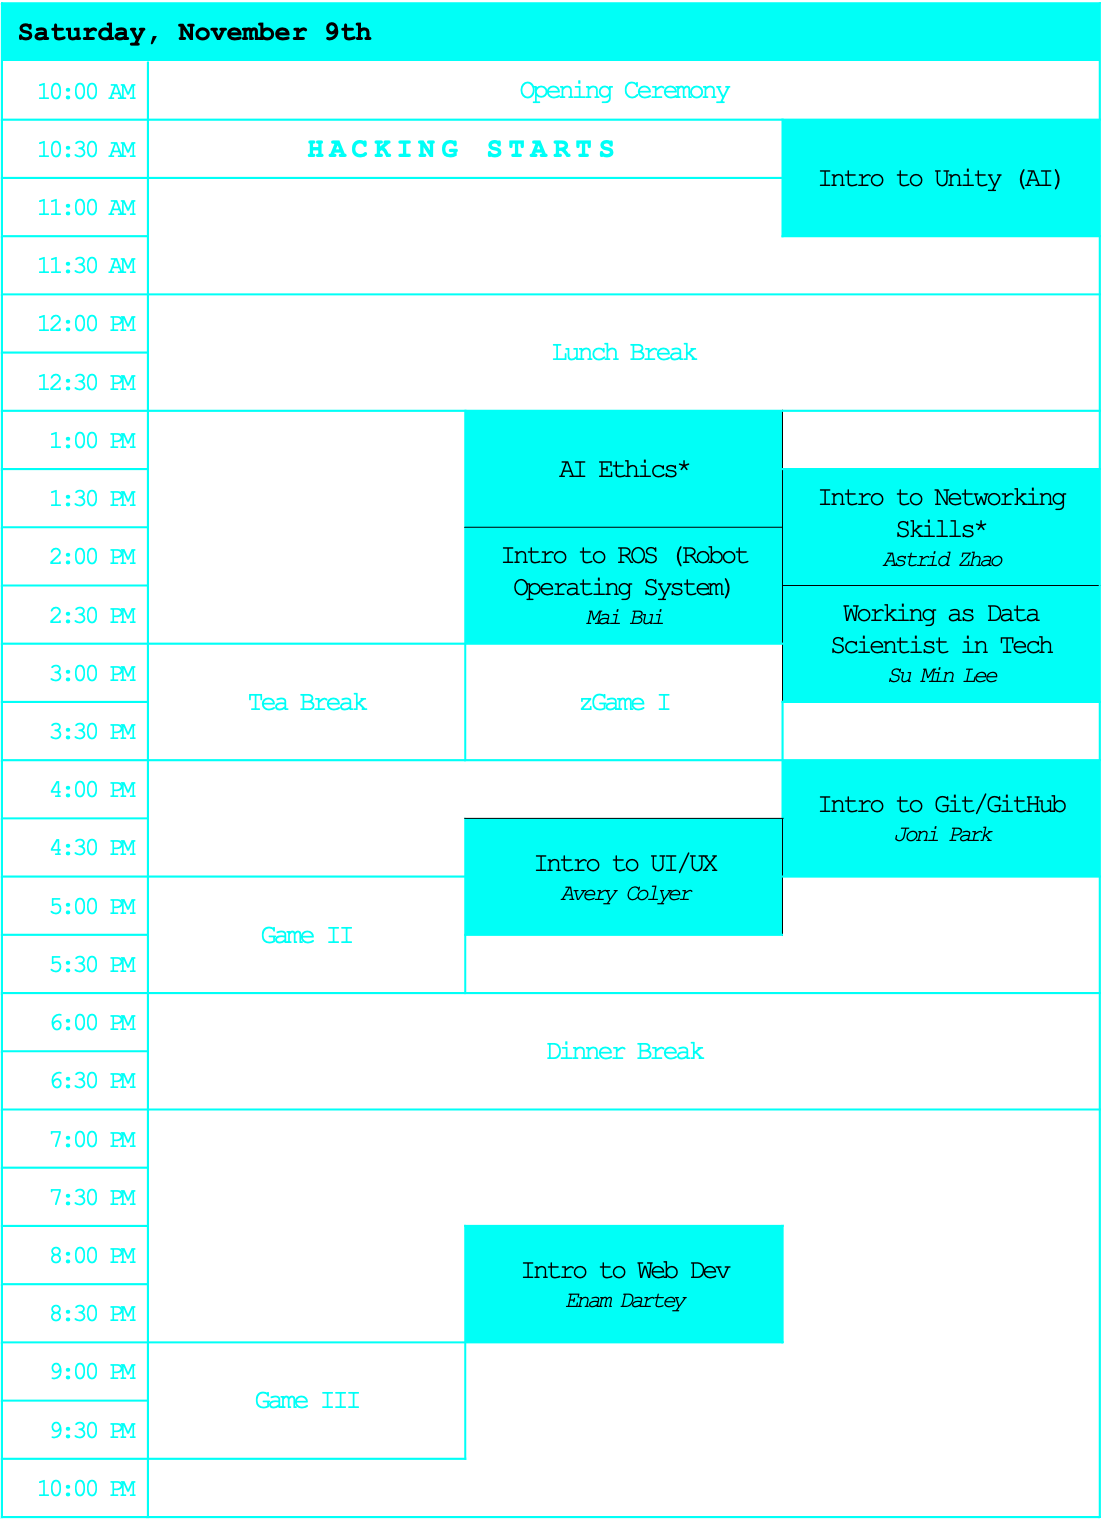 Saturday, November 9th
10:00 AM
Opening Ceremony
10:30 AM
HACKING STARTS
Intro to Unity (AI)
11:00 AM
11:30 AM
12:00 PM
Lunch Break
12:30 PM
1:00 PM
AI Ethics*
1:30 PM
Intro to Networking
Skills*
Astrid Zhao
2:00 PM
Intro to ROS (Robot
Operating System)
Mai Bui
2:30 PM
Working as Data
Scientist in Tech
Su Min Lee
3:00 PM
Tea Break
zGame I
3:30 PM
4:00 PM
Intro to Git/GitHub
Joni Park
4:30 PM
Intro to UI/UX
Avery Colyer
5:00 PM
Game II
5:30 PM
6:00 PM
Dinner Break
6:30 PM
7:00 PM
7:30 PM
8:00 PM
Intro to Web Dev
Enam Dartey
8:30 PM
9:00 PM
Game III
9:30 PM
10:00 PM